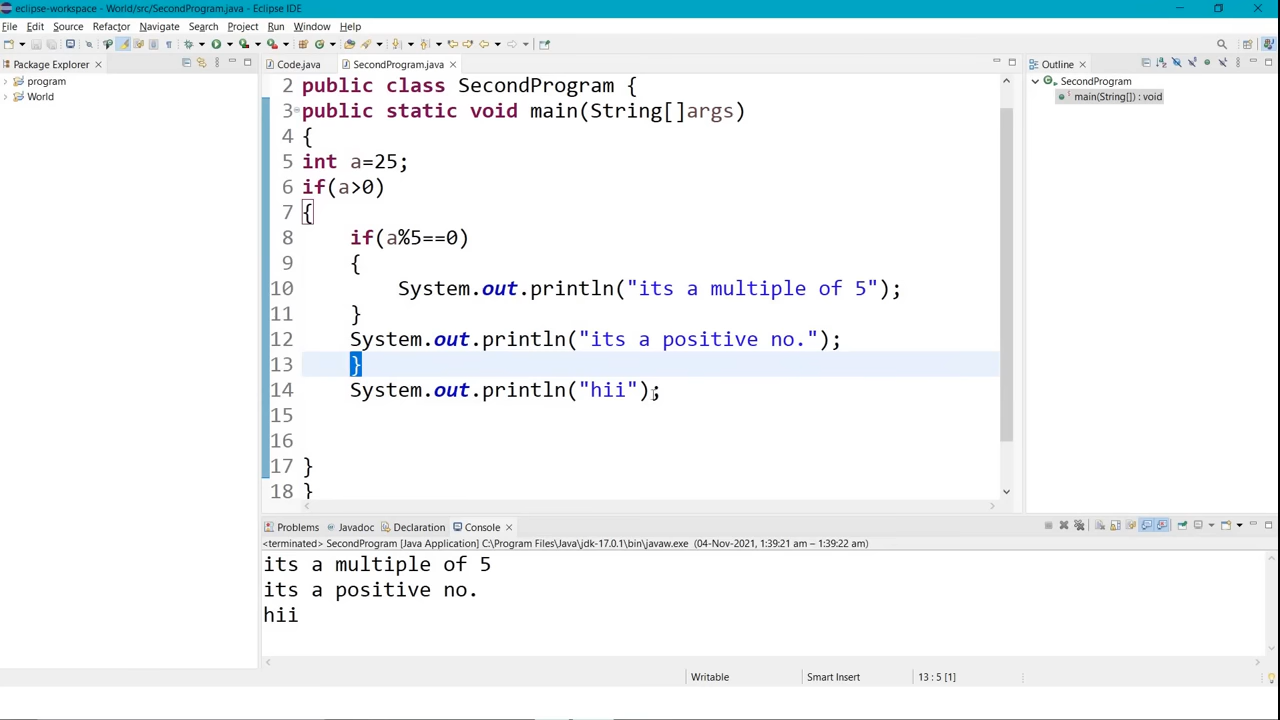 eclipse-workspace - World/src/SecondProgram.java - Eclipse IDE
File Edit Source Refactor Navigate Search Project Run Window Help
Package Explorer
program
World
Code.java SecondProgram.java
2 public class SecondProgram {
3 public static void main(String[]args)
4 {
5 int a=25;
6 if(a>0)
7 {
8 if(a%5==0)
9 {
10 System.out.println("its a multiple of 5");
11 }
12 System.out.println("its a positive no.");
13 }
14 System.out.println("hii");
15
16
17 }
18 }
Outline
SecondProgram
main(String[]) : void
Problems Javadoc Declaration Console
<terminated> SecondProgram [Java Application] C:\Program Files\Java\jdk-17.0.1\bin\javaw.exe (04-Nov-2021, 1:39:21 am – 1:39:22 am)
its a multiple of 5
its a positive no.
hii
Writable Smart Insert 13 : 5 [1]